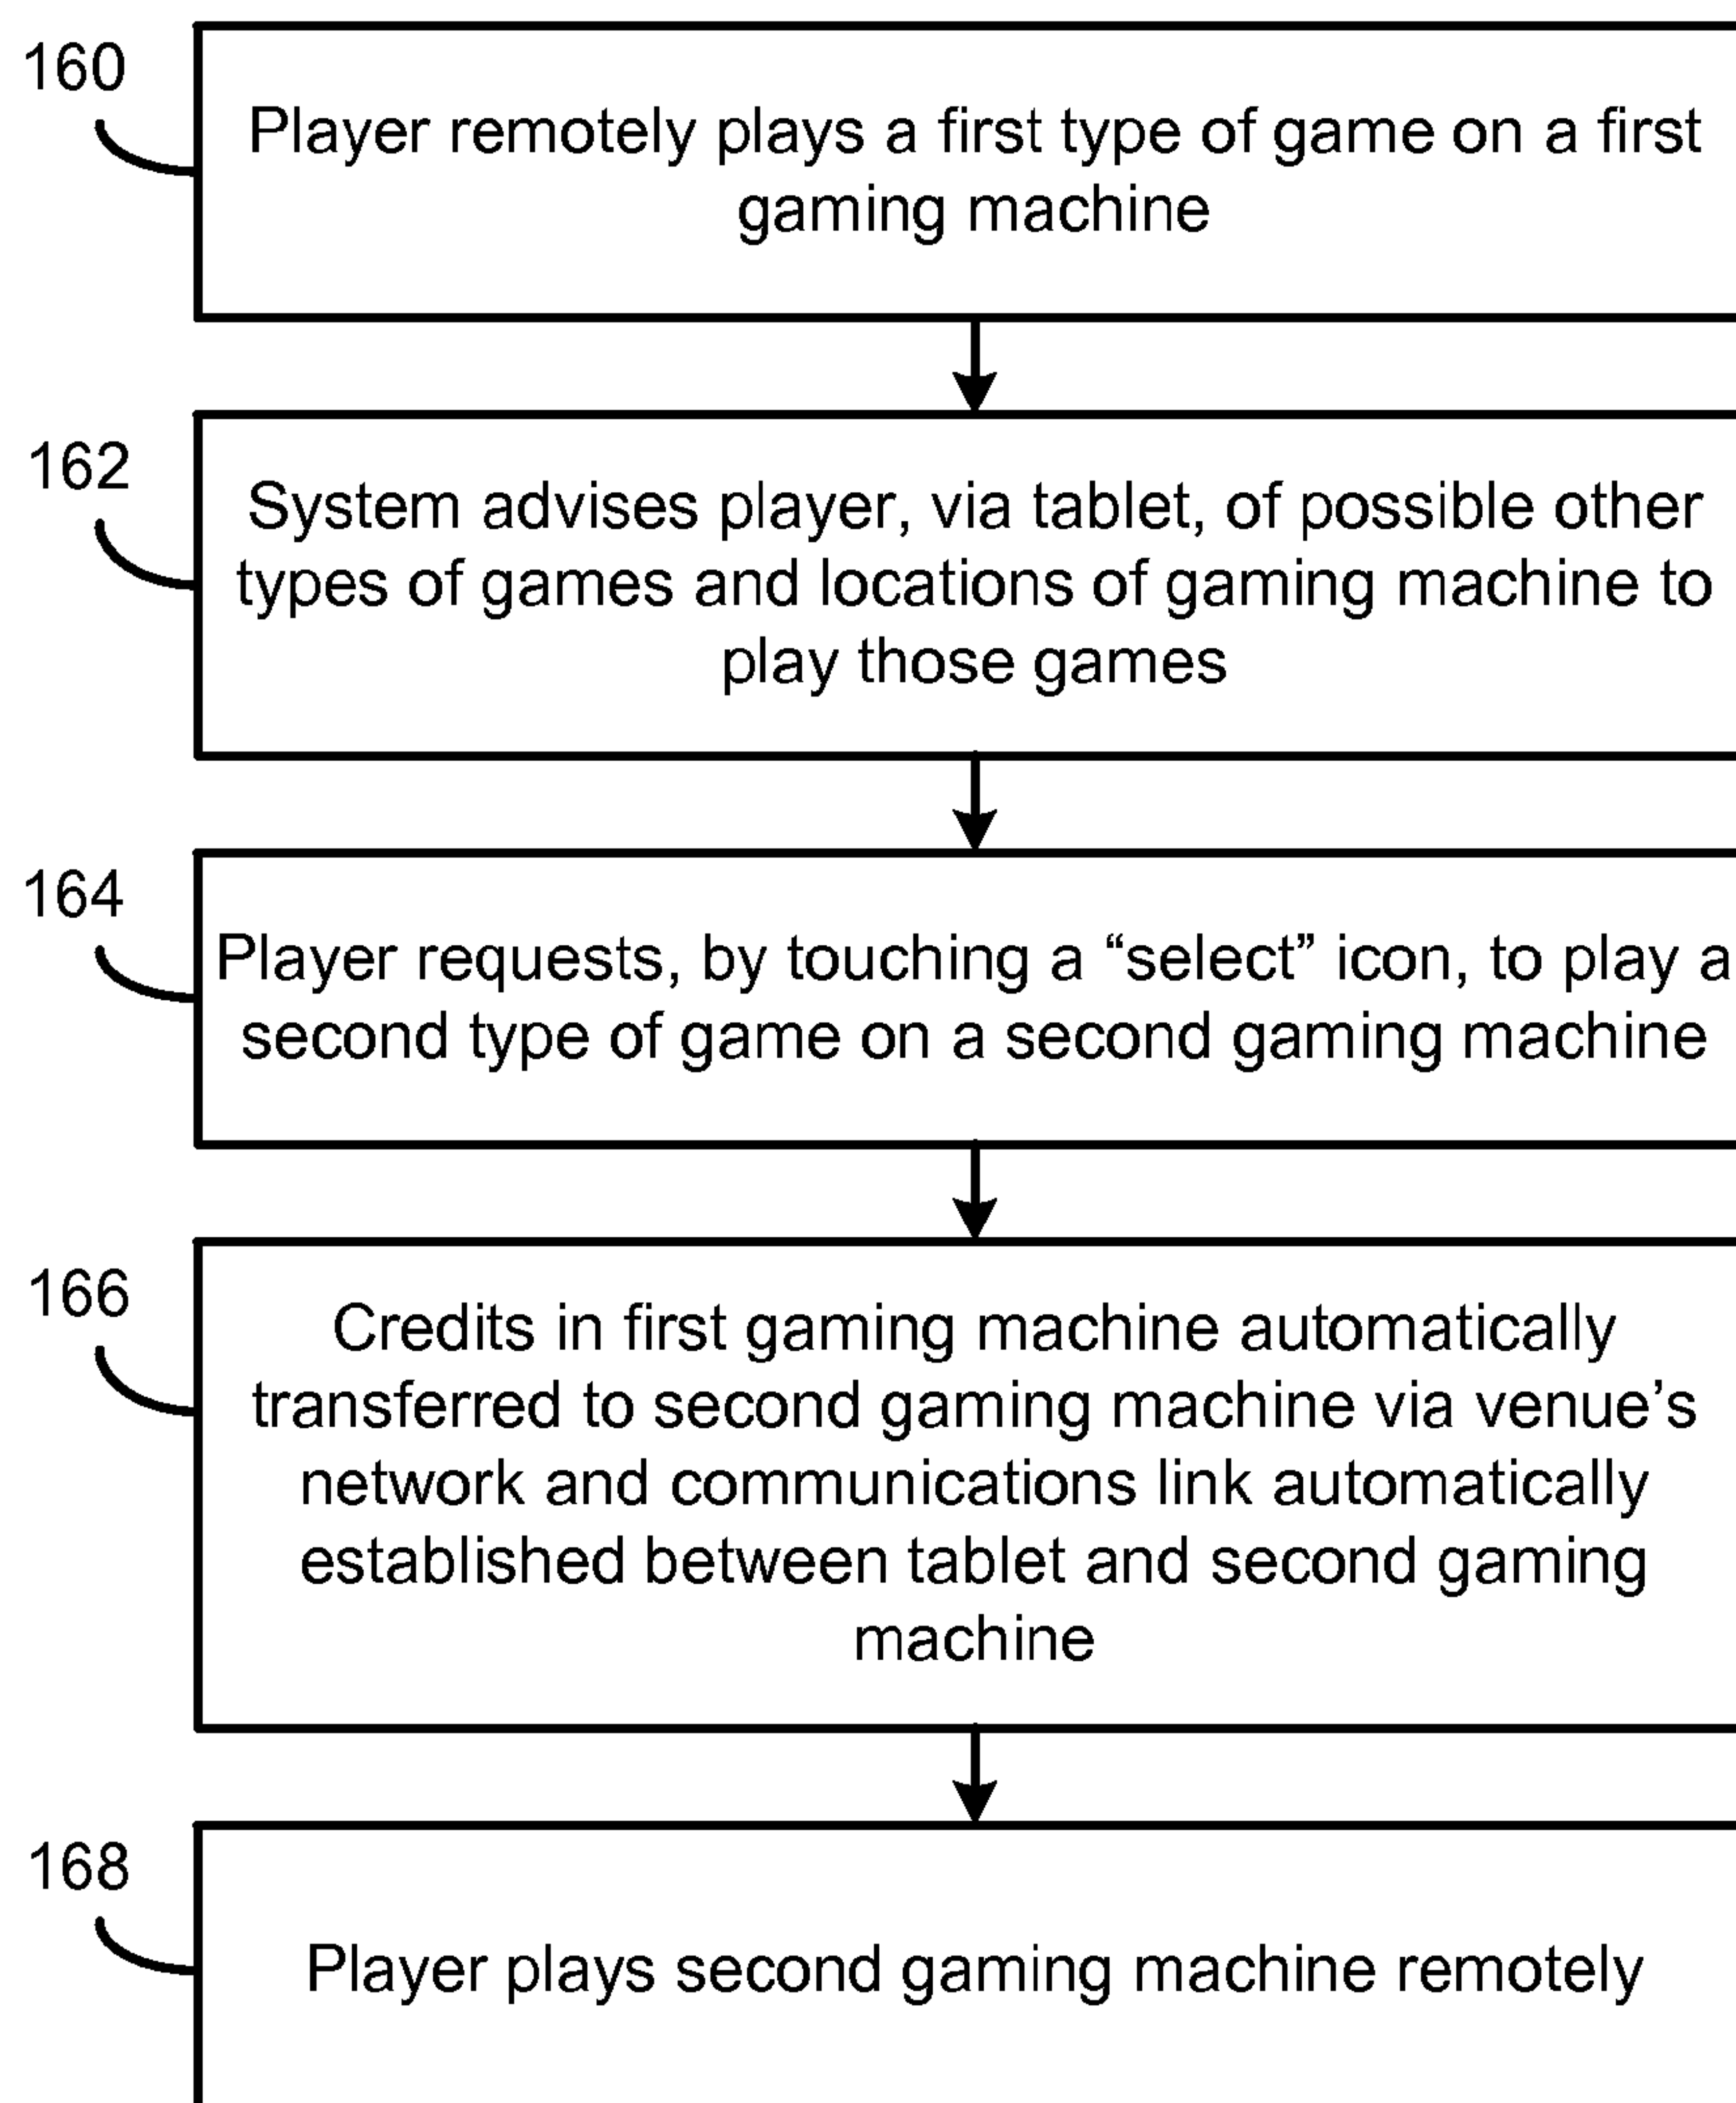 160
Player remotely plays a first type of game on a first
gaming machine
162
System advises player, via tablet, of possible other
types of games and locations of gaming machine to
play those games
164
Player requests, by touching a “select” icon, to play a
second type of game on a second gaming machine
166
Credits in first gaming machine automatically
transferred to second gaming machine via venue’s
network and communications link automatically
established between tablet and second gaming
machine
168
Player plays second gaming machine remotely